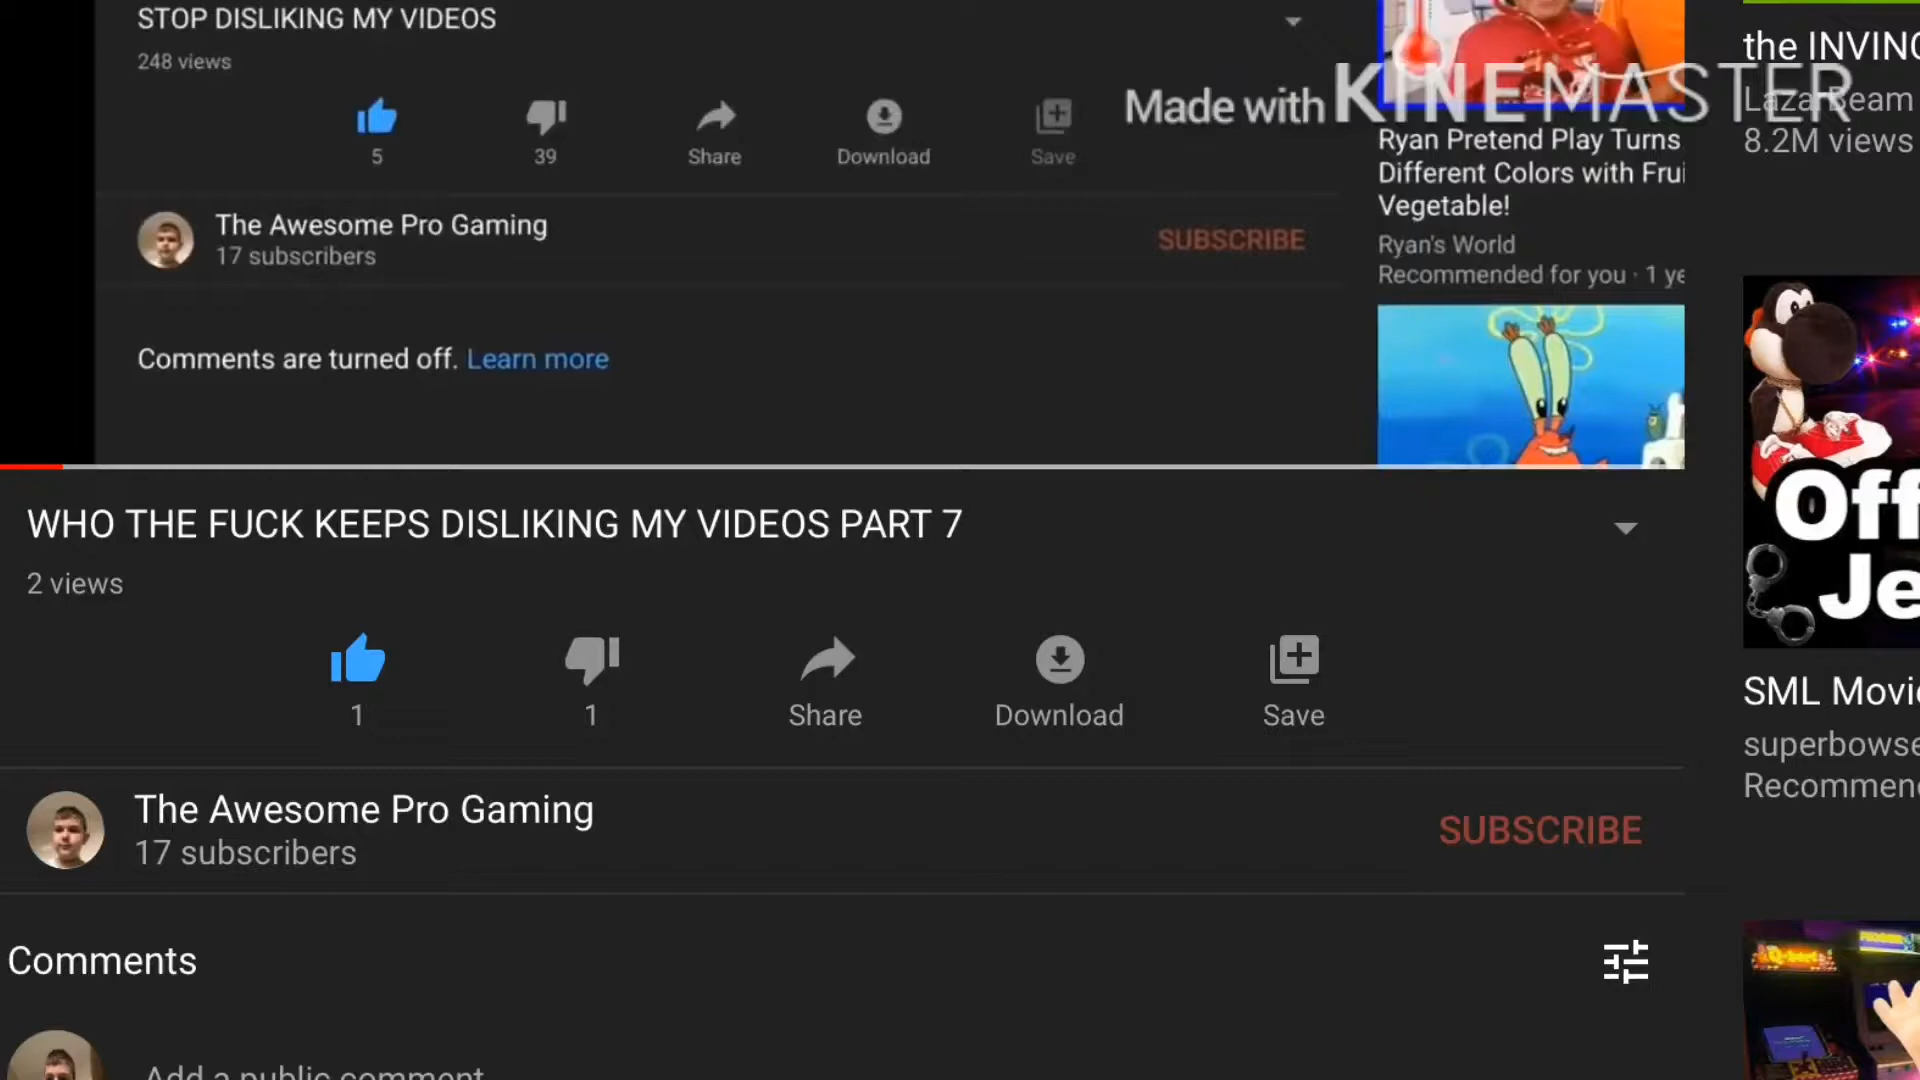 STOP DISLIKING MY VIDEOS
248 views
5
39
Share
Download
Save
The Awesome Pro Gaming
17 subscribers
SUBSCRIBE
Comments are turned off. Learn more
Made with KINEMASTER
Ryan Pretend Play Turns
Different Colors with Frui
Vegetable!
Ryan's World
Recommended for you · 1 ye
WHO THE FUCK KEEPS DISLIKING MY VIDEOS PART 7
2 views
1
1
Share
Download
Save
The Awesome Pro Gaming
17 subscribers
SUBSCRIBE
Comments
Add a public comment
the INVINC
LazarBeam
8.2M views
Off
Je
SML Movie
superbowse
Recommend